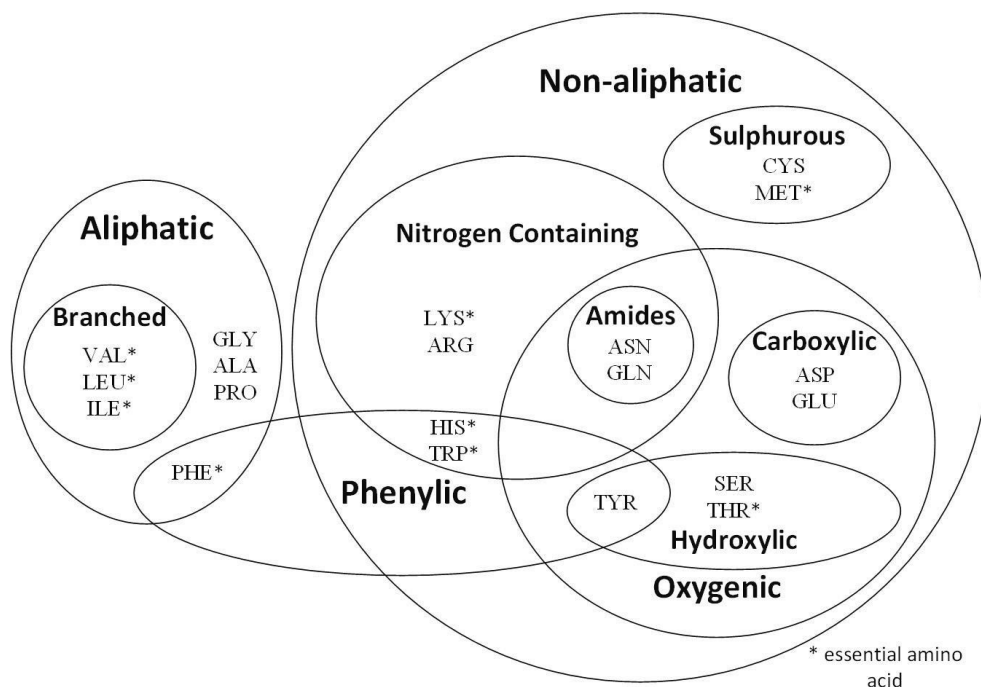 Non-aliphatic
Sulphurous
CYS
MET*
Aliphatic
Nitrogen Containing
Branched
VAL*
LEU*
ILE*
GLY
ALA
PRO
LYS*
ARG
Amides
ASN
GLN
Carboxylic
ASP
GLU
HIS*
TRP*
PHE*
Phenylic
TYR
SER
THR*
Hydroxylic
Oxygenic
* essential amino
acid